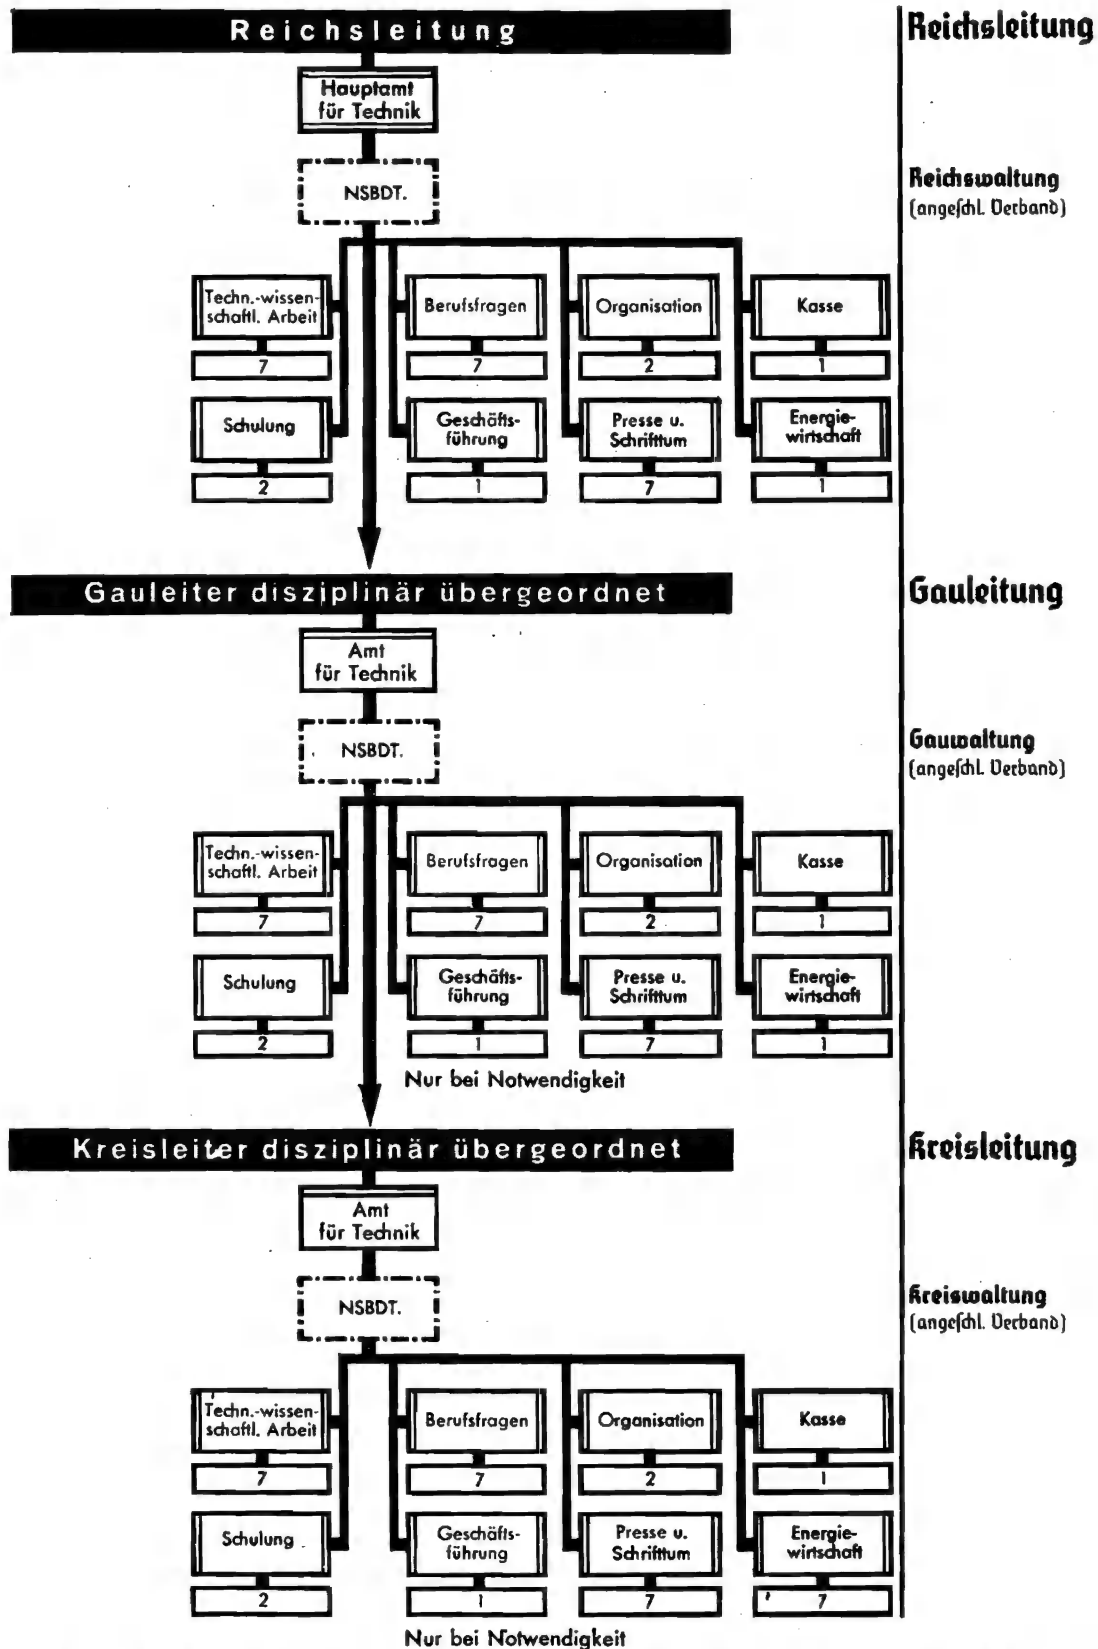 Reichsleitung
Reichsleitung
Hauptamt
für Technik
NSBDT.
Reichswaltung
(angeschl. Verband)
Techn.-wissen-
schaftl. Arbeit
7
Berufsfragen
7
Organisation
2
Kasse
1
Schulung
2
Geschäfts-
führung
1
Presse u.
Schrifttum
7
Energie-
wirtschaft
1
Gauleiter disziplinär übergeordnet
Gauleitung
Amt
für Technik
NSBDT.
Gauwaltung
(angeschl. Verband)
Techn.-wissen-
schaftl. Arbeit
7
Berufsfragen
7
Organisation
2
Kasse
1
Schulung
2
Geschäfts-
führung
1
Presse u.
Schrifttum
7
Energie-
wirtschaft
1
Nur bei Notwendigkeit
Kreisleiter disziplinär übergeordnet
Kreisleitung
Amt
für Technik
NSBDT.
Kreiswaltung
(angeschl. Verband)
Techn.-wissen-
schaftl. Arbeit
7
Berufsfragen
7
Organisation
2
Kasse
1
Schulung
2
Geschäfts-
führung
1
Presse u.
Schrifttum
7
Energie-
wirtschaft
7
Nur bei Notwendigkeit